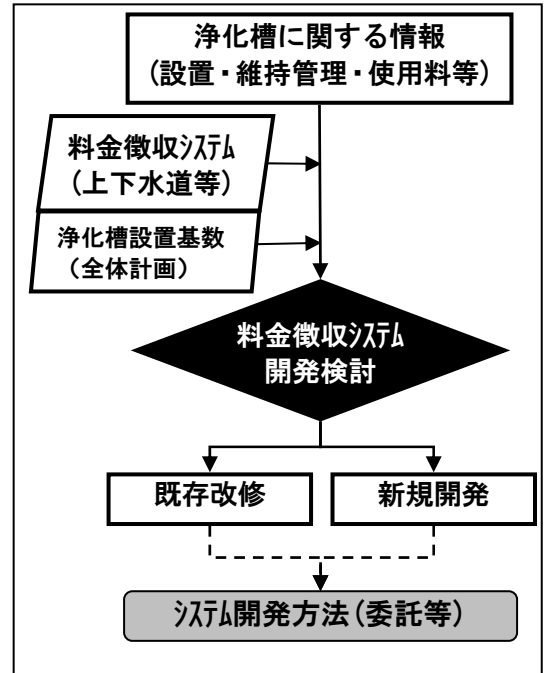 浄化槽に関する情報
（設置・維持管理・使用料等）
料金徴収ｼｽﾃﾑ
（上下水道等）
浄化槽設置基数
（全体計画）
料金徴収ｼｽﾃﾑ
開発検討
既存改修
新規開発
ｼｽﾃﾑ開発方法（委託等）